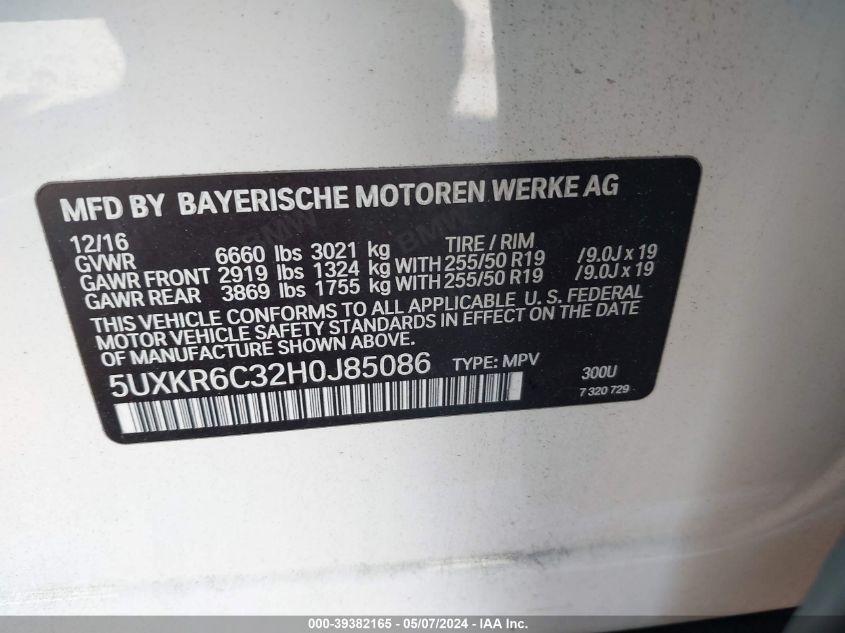 MFD BY BAYERISCHE MOTOREN WERKE AG
12/16
GVWR 6660 lbs 3021 kg TIRE / RIM
GAWR FRONT 2919 lbs 1324 kg WITH 255/50 R19 /9.0J x 19
GAWR REAR 3869 lbs 1755 kg WITH 255/50 R19 /9.0J x 19
THIS VEHICLE CONFORMS TO ALL APPLICABLE U. S. FEDERAL
MOTOR VEHICLE SAFETY STANDARDS IN EFFECT ON THE DATE
OF MANUFACTURE SHOWN ABOVE.
5UXKR6C32H0J85086 TYPE: MPV 300U
7 320 729
000-39382165 - 05/07/2024 - IAA Inc.